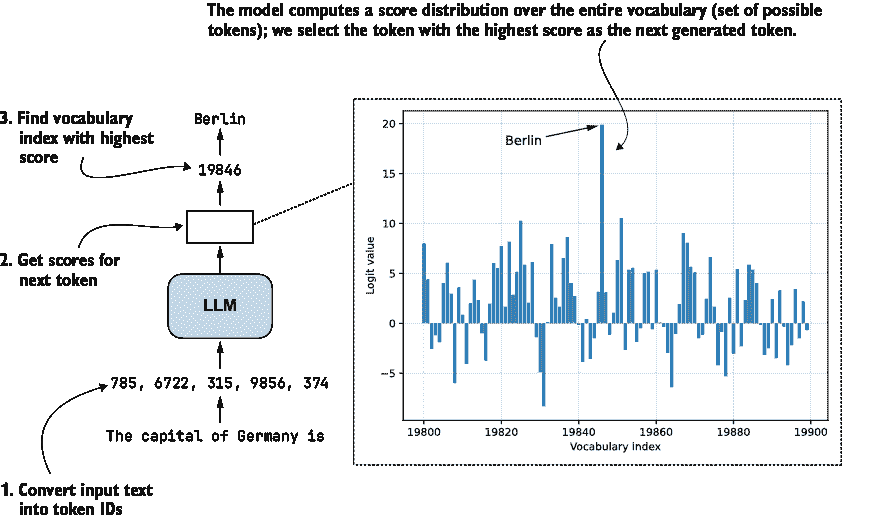 The model computes a score distribution over the entire vocabulary (set of possible
tokens); we select the token with the highest score as the next generated token.
3. Find vocabulary
index with highest
score
Berlin
19846
2. Get scores for
next token
LLM
785, 6722, 315, 9856, 374
The capital of Germany is
1. Convert input text
into token IDs
Berlin
Logit value
20
15
10
5
0
−5
19800
19820
19840
19860
19880
19900
Vocabulary index